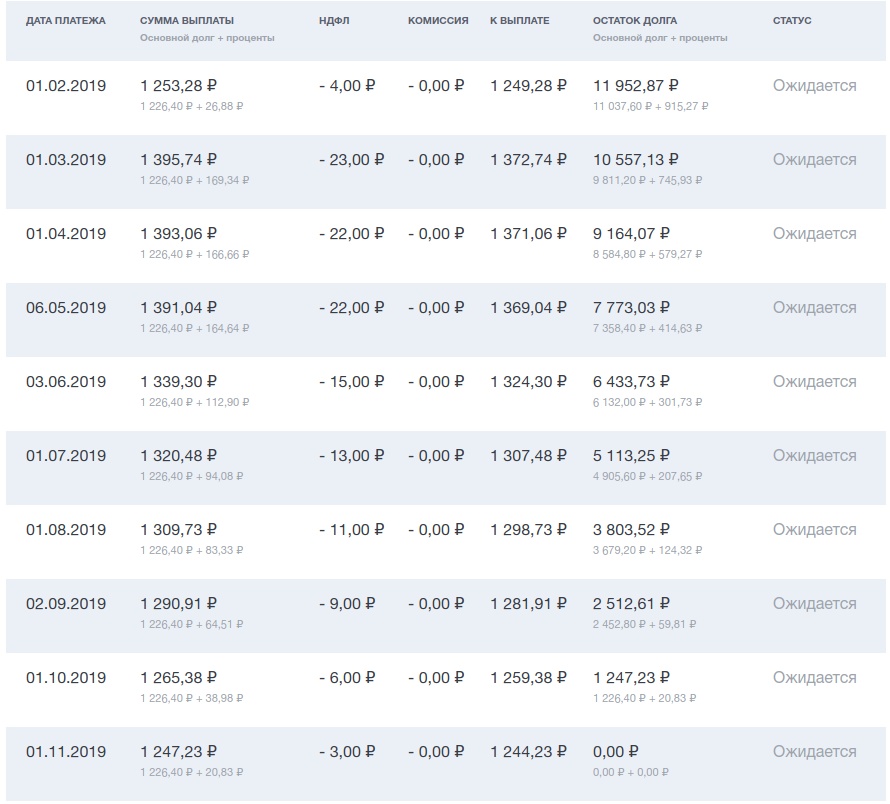 ДАТА ПЛАТЕЖА СУММА ВЫПЛАТЫ НДФЛ КОМИССИЯ К ВЫПЛАТЕ ОСТАТОК ДОЛГА СТАТУС
Основной долг + проценты Основной долг + проценты
01.02.2019 1 253,28 ₽ - 4,00 ₽ - 0,00 ₽ 1 249,28 ₽ 11 952,87 ₽ Ожидается
1 226,40 ₽ + 26,88 ₽ 11 037,60 ₽ + 915,27 ₽
01.03.2019 1 395,74 ₽ - 23,00 ₽ - 0,00 ₽ 1 372,74 ₽ 10 557,13 ₽ Ожидается
1 226,40 ₽ + 169,34 ₽ 9 811,20 ₽ + 745,93 ₽
01.04.2019 1 393,06 ₽ - 22,00 ₽ - 0,00 ₽ 1 371,06 ₽ 9 164,07 ₽ Ожидается
1 226,40 ₽ + 166,66 ₽ 8 584,80 ₽ + 579,27 ₽
06.05.2019 1 391,04 ₽ - 22,00 ₽ - 0,00 ₽ 1 369,04 ₽ 7 773,03 ₽ Ожидается
1 226,40 ₽ + 164,64 ₽ 7 358,40 ₽ + 414,63 ₽
03.06.2019 1 339,30 ₽ - 15,00 ₽ - 0,00 ₽ 1 324,30 ₽ 6 433,73 ₽ Ожидается
1 226,40 ₽ + 112,90 ₽ 6 132,00 ₽ + 301,73 ₽
01.07.2019 1 320,48 ₽ - 13,00 ₽ - 0,00 ₽ 1 307,48 ₽ 5 113,25 ₽ Ожидается
1 226,40 ₽ + 94,08 ₽ 4 905,60 ₽ + 207,65 ₽
01.08.2019 1 309,73 ₽ - 11,00 ₽ - 0,00 ₽ 1 298,73 ₽ 3 803,52 ₽ Ожидается
1 226,40 ₽ + 83,33 ₽ 3 679,20 ₽ + 124,32 ₽
02.09.2019 1 290,91 ₽ - 9,00 ₽ - 0,00 ₽ 1 281,91 ₽ 2 512,61 ₽ Ожидается
1 226,40 ₽ + 64,51 ₽ 2 452,80 ₽ + 59,81 ₽
01.10.2019 1 265,38 ₽ - 6,00 ₽ - 0,00 ₽ 1 259,38 ₽ 1 247,23 ₽ Ожидается
1 226,40 ₽ + 38,98 ₽ 1 226,40 ₽ + 20,83 ₽
01.11.2019 1 247,23 ₽ - 3,00 ₽ - 0,00 ₽ 1 244,23 ₽ 0,00 ₽ Ожидается
1 226,40 ₽ + 20,83 ₽ 0,00 ₽ + 0,00 ₽